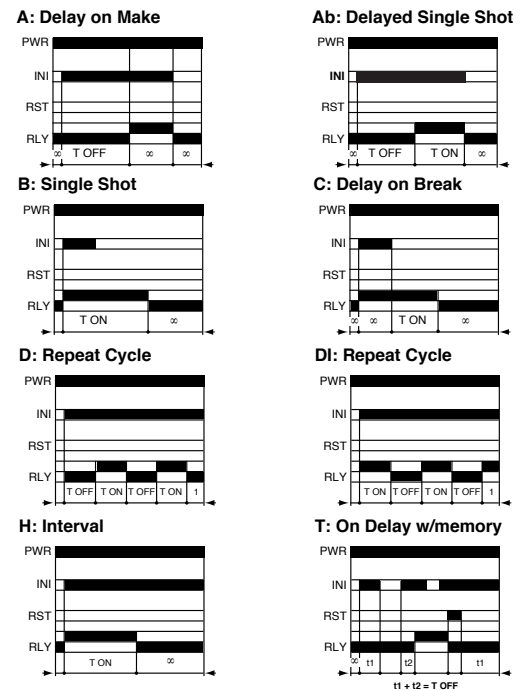 A: Delay on Make
PWR
INI
RST
RLY
∞ T OFF ∞ ∞
Ab: Delayed Single Shot
PWR
INI
RST
RLY
∞ T OFF T ON ∞
B: Single Shot
PWR
INI
RST
RLY
T ON ∞
C: Delay on Break
PWR
INI
RST
RLY
∞ ∞ T ON ∞
D: Repeat Cycle
PWR
INI
RST
RLY
T OFF T ON T OFF T ON 1
DI: Repeat Cycle
PWR
INI
RST
RLY
T ON T OFF T ON T OFF 1
H: Interval
PWR
INI
RST
RLY
T ON ∞
T: On Delay w/memory
PWR
INI
RST
RLY
∞ t1 t2 t1
t1 + t2 = T OFF